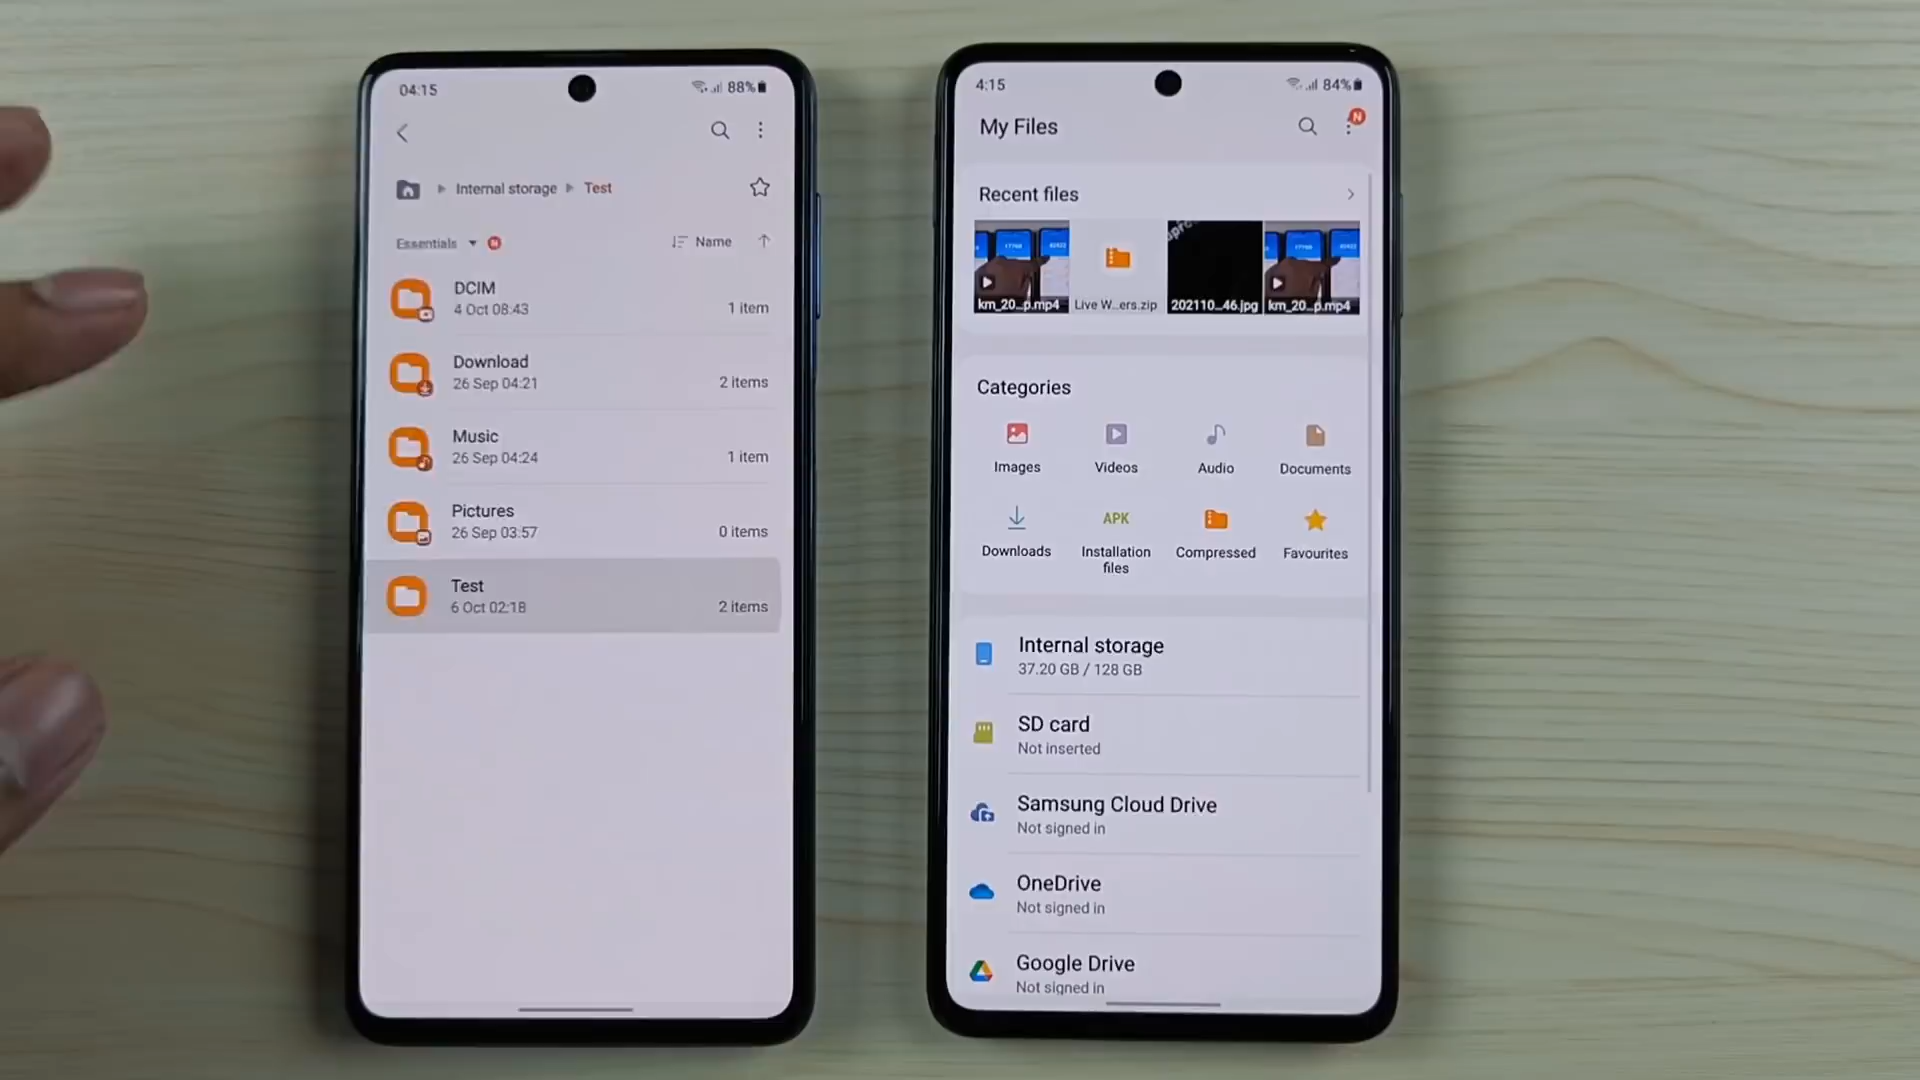 04:15
88%
Internal storage
Test
Essentials
N
Name
DCIM
4 Oct 08:43
1 item
Download
26 Sep 04:21
2 items
Music
26 Sep 04:24
1 item
Pictures
26 Sep 03:57
0 items
Test
6 Oct 02:18
2 items
4:15
84%
My Files
N
Recent files
km_20...p.mp4
Live W...ers.zip
202110...46.jpg
km_20...p.mp4
Categories
Images
Videos
Audio
Documents
Downloads
APK
Installation
files
Compressed
Favourites
Internal storage
37.20 GB / 128 GB
SD card
Not inserted
Samsung Cloud Drive
Not signed in
OneDrive
Not signed in
Google Drive
Not signed in